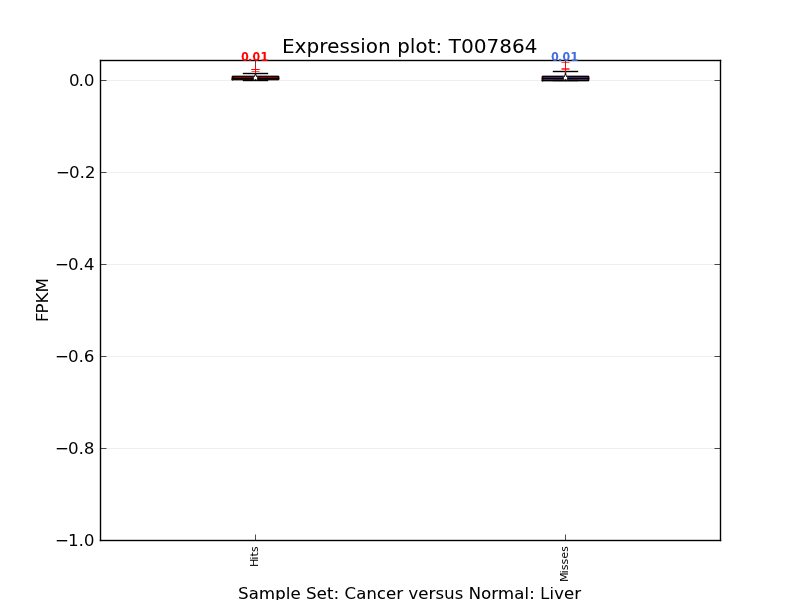 Expression plot: T007864
0.01
0.01
0.0
−0.2
−0.4
−0.6
−0.8
−1.0
FPKM
Hits
Misses
Sample Set: Cancer versus Normal: Liver